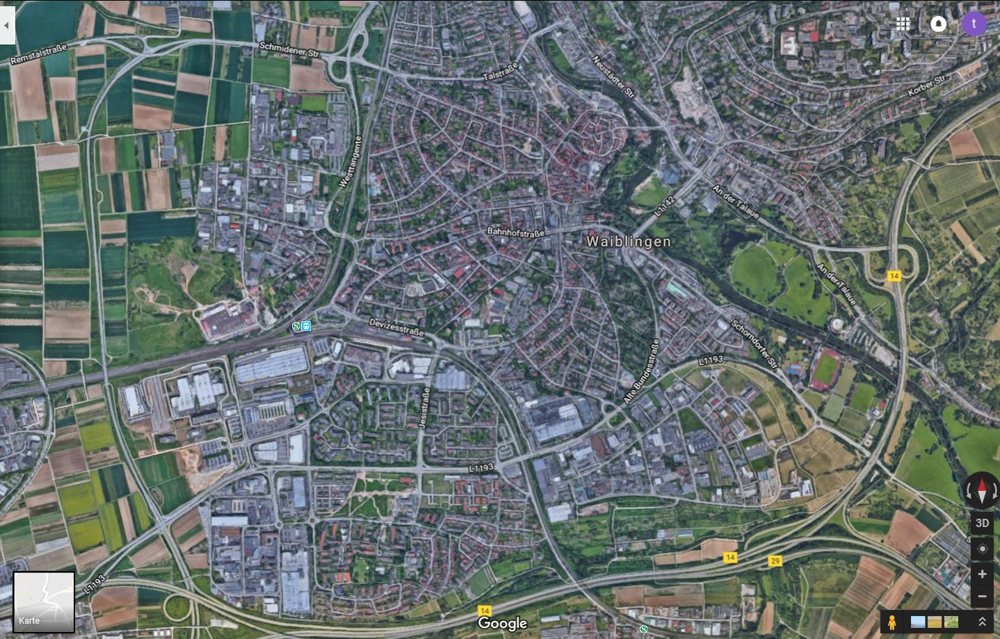 t
Remstalstraße
Schmidener Str.
Talstraße
Neustädter Str.
Korber Str.
Westtangente
An der Talaue
L1142
Bahnhofstraße
Waiblingen
An der Talaue
14
S
Devizesstraße
Schorndorfer Str.
Alte Bundesstraße
L1193
Jesistraße
L1193
3D
14
29
L1193
Karte
14
Google
S